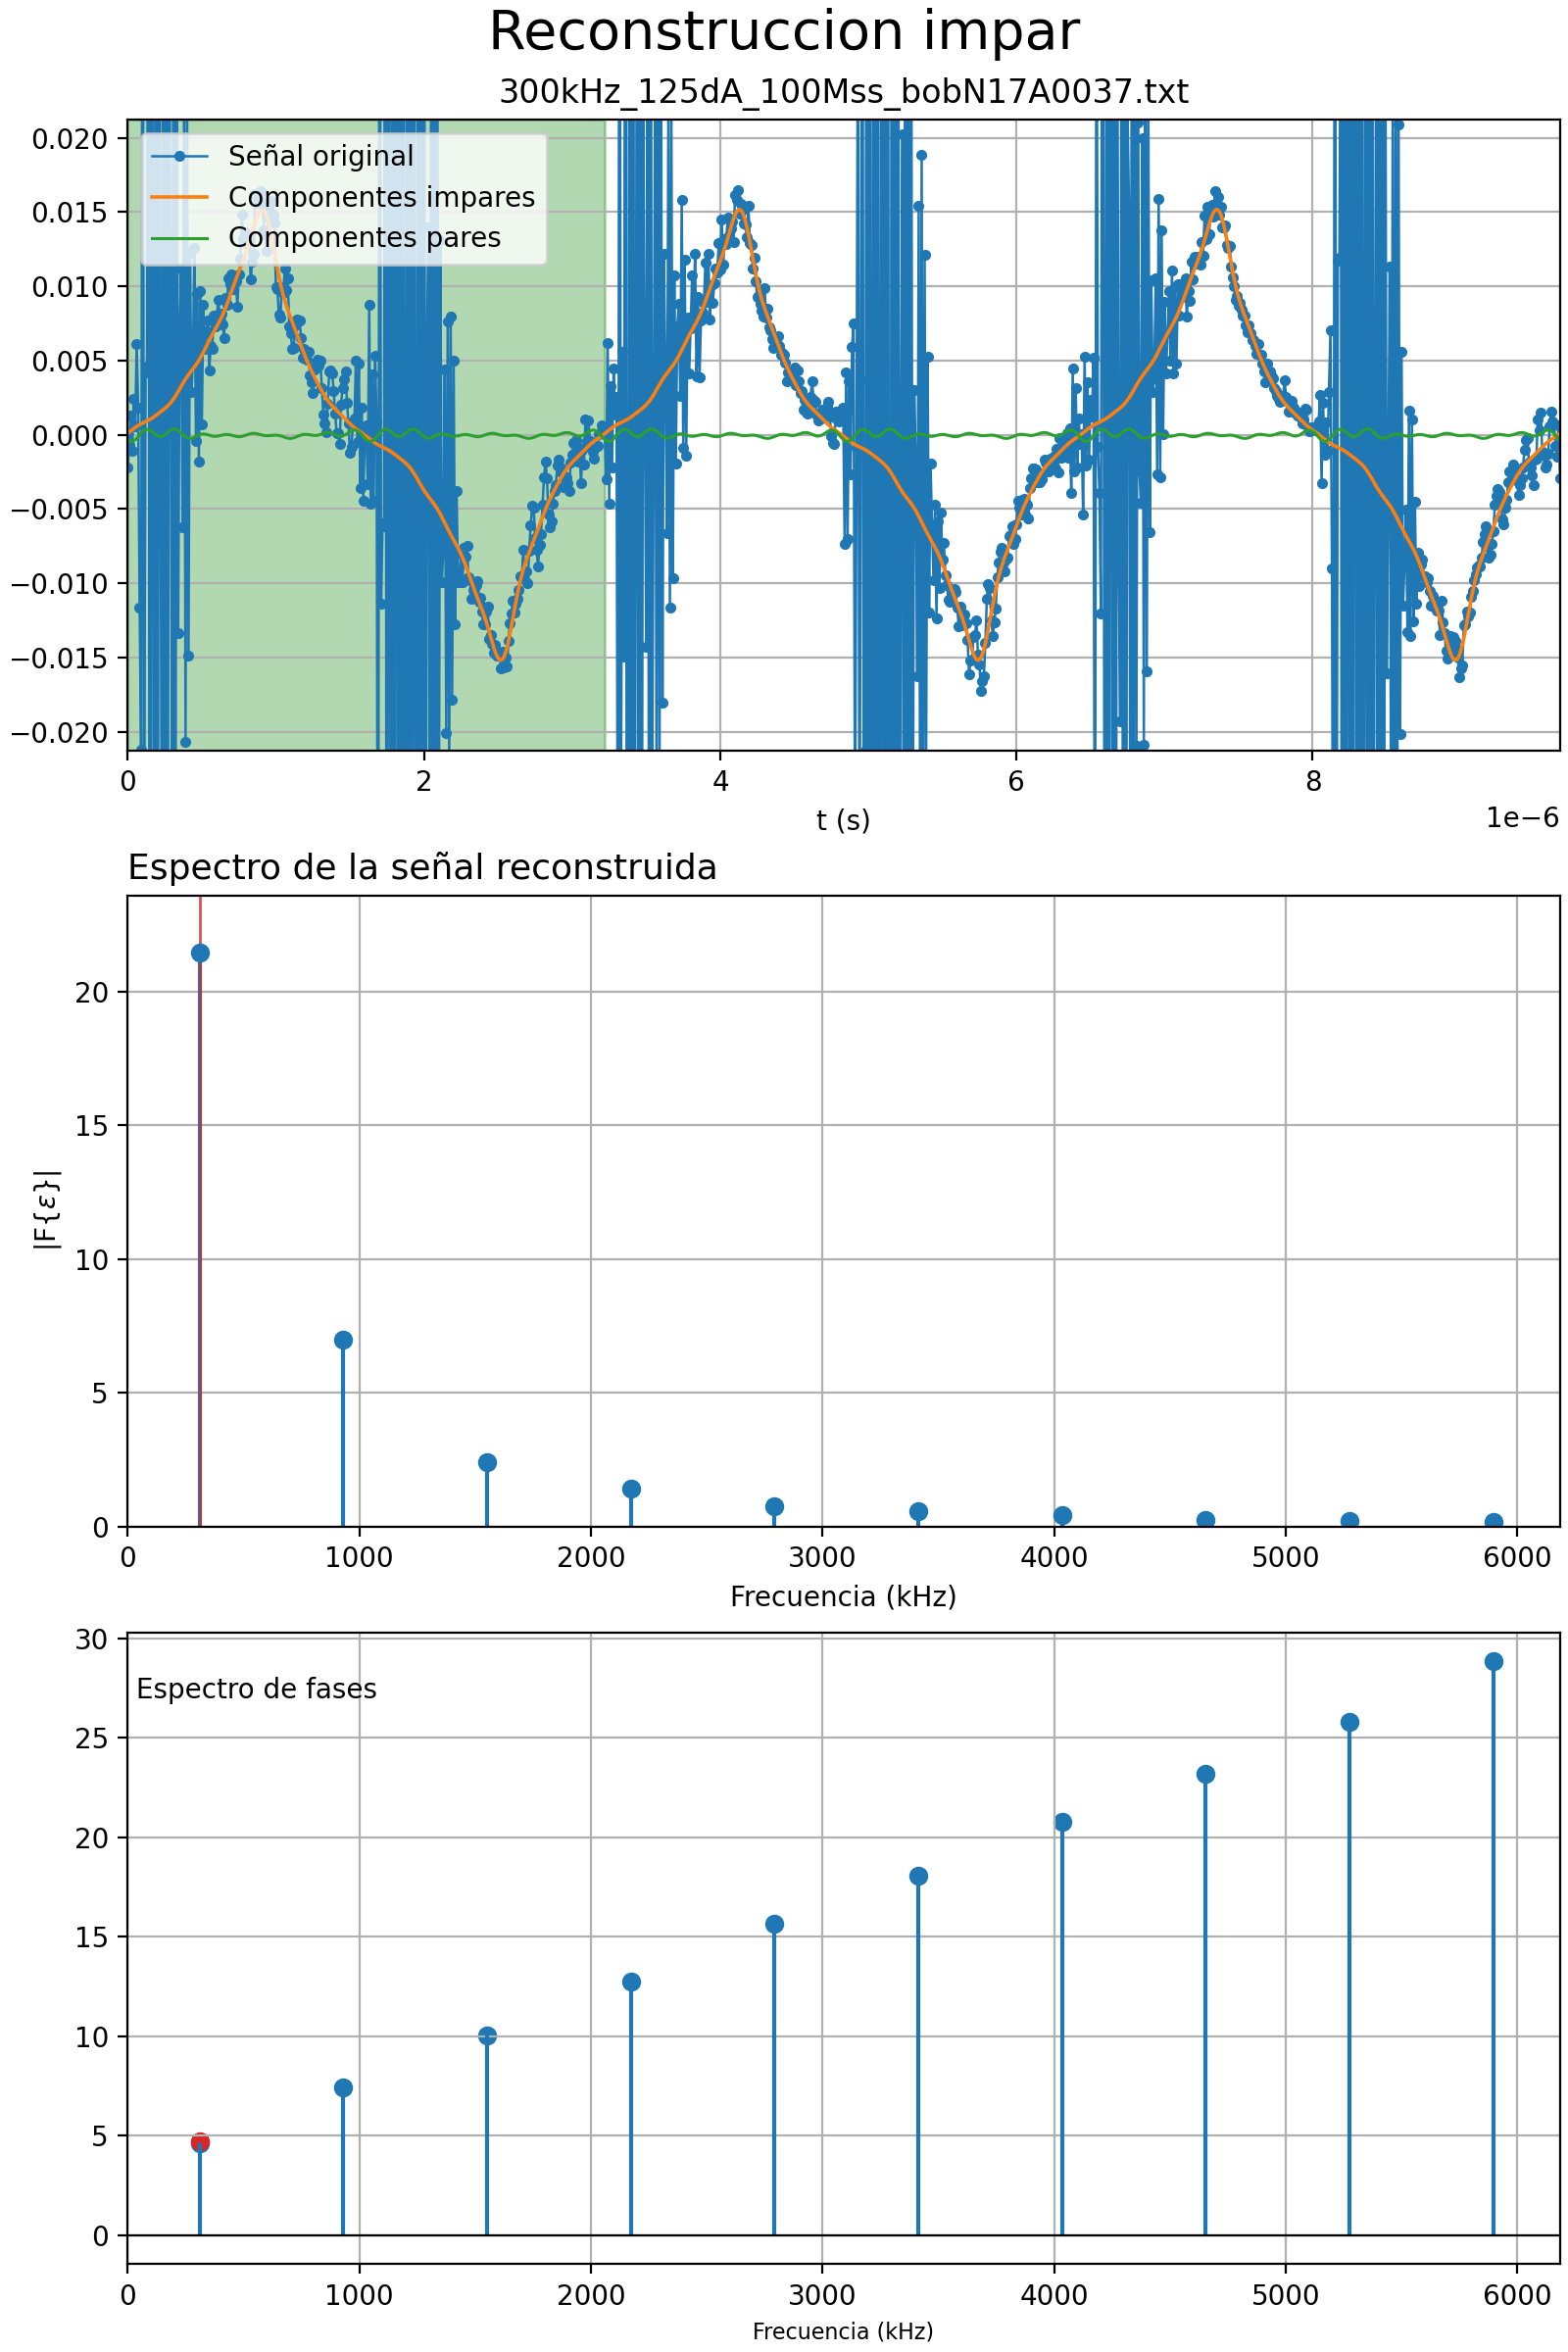 Reconstruccion impar
300kHz_125dA_100Mss_bobN17A0037.txt
0.020
0.015
0.010
0.005
0.000
−0.005
−0.010
−0.015
−0.020
Señal original
Componentes impares
Componentes pares
0 2 4 6 8
t (s)
1e−6
Espectro de la señal reconstruida
20
15
10
5
0
|F{ε}|
0 1000 2000 3000 4000 5000 6000
Frecuencia (kHz)
30
25
20
15
10
5
0
Espectro de fases
0 1000 2000 3000 4000 5000 6000
Frecuencia (kHz)